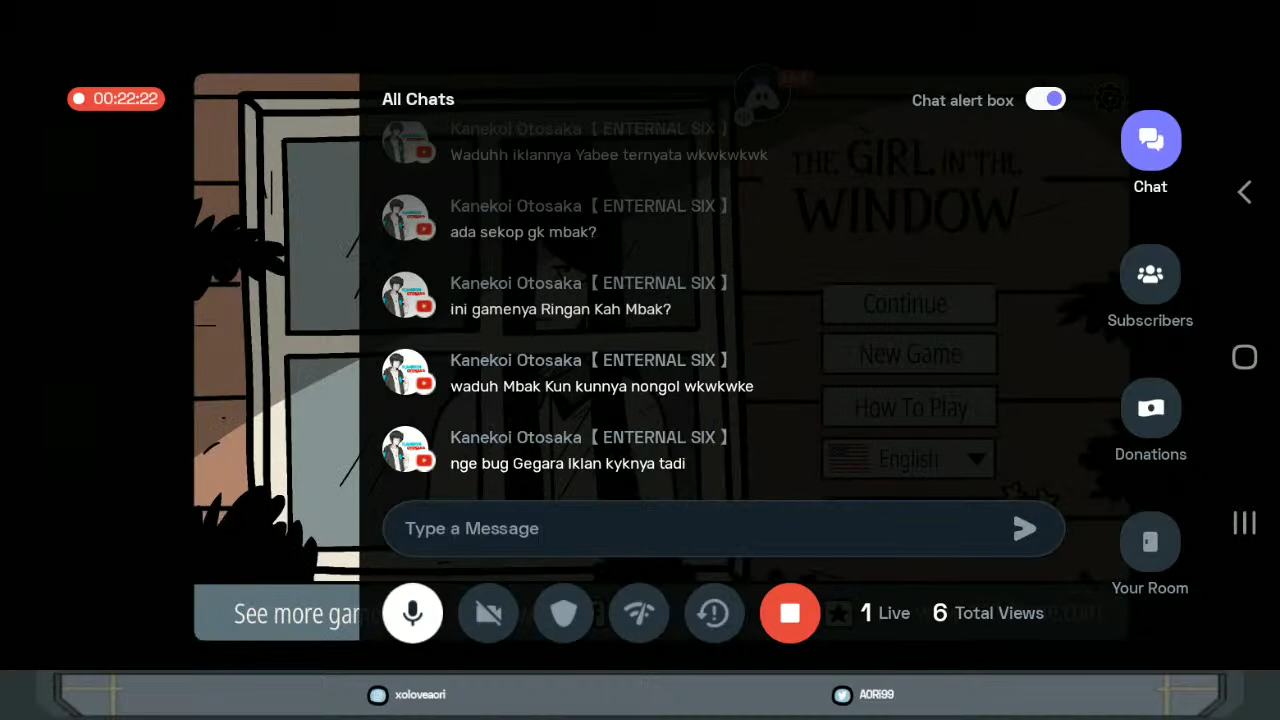 00:22:22
All Chats
Chat alert box
Kanekoi Otosaka【 ENTERNAL SIX 】
Waduhh iklannya Yabee ternyata wkwkwkwk
Kanekoi Otosaka【 ENTERNAL SIX 】
ada sekop gk mbak?
Kanekoi Otosaka【 ENTERNAL SIX 】
ini gamenya Ringan Kah Mbak?
Kanekoi Otosaka【 ENTERNAL SIX 】
waduh Mbak Kun kunnya nongol wkwkwke
Kanekoi Otosaka【 ENTERNAL SIX 】
nge bug Gegara Iklan kyknya tadi
Type a Message
THE GIRL IN THE
WINDOW
Continue
New Game
How To Play
English
Chat
Subscribers
Donations
Your Room
See more gam
1 Live 6 Total Views
xoloveaori
AORi99